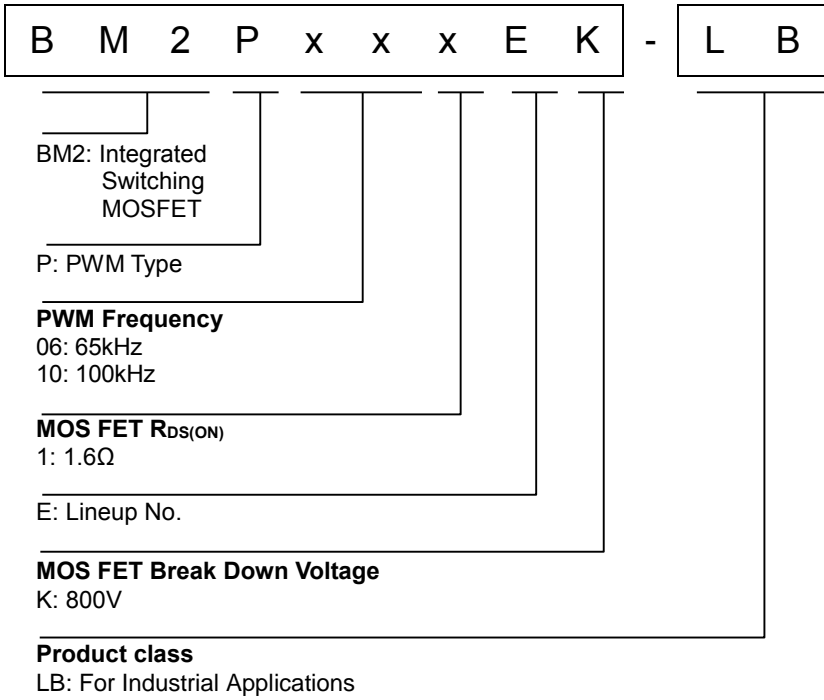 B M 2 P x x x E K - L B
BM2: Integrated
Switching
MOSFET
P: PWM Type
PWM Frequency
06: 65kHz
10: 100kHz
MOS FET RDS(ON)
1: 1.6Ω
E: Lineup No.
MOS FET Break Down Voltage
K: 800V
Product class
LB: For Industrial Applications